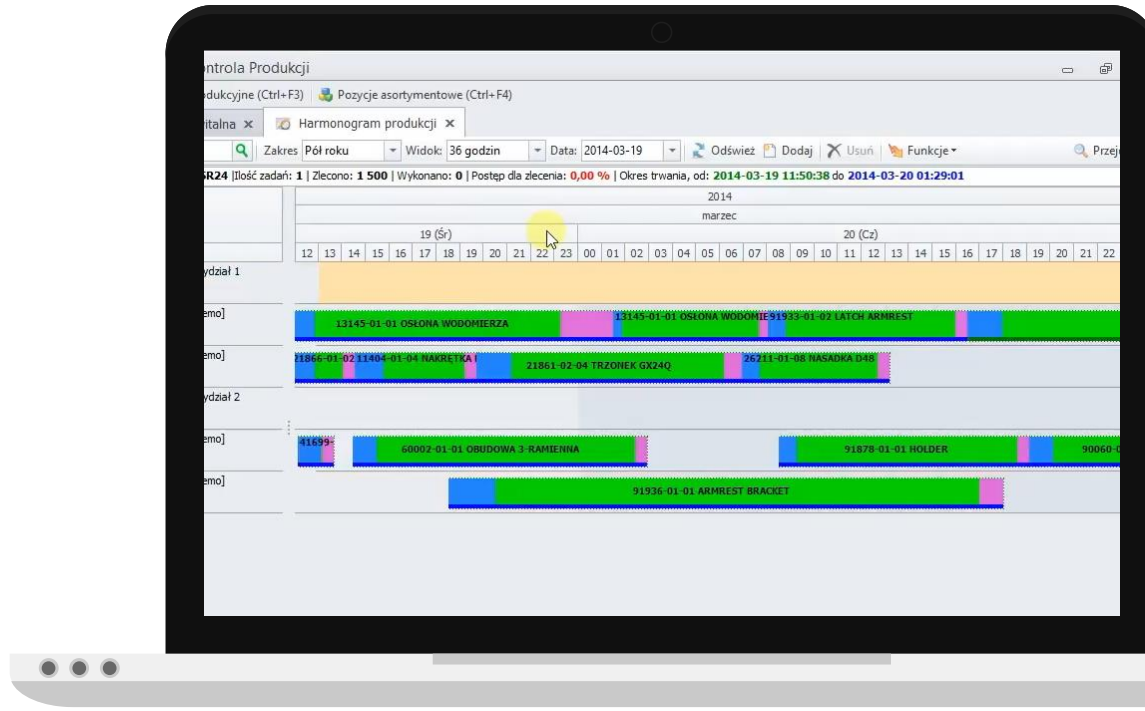 ntrola Produkcji
dukcyjne (Ctrl+F3) Pozycje asortymentowe (Ctrl+F4)
italna × Harmonogram produkcji ×
Zakres Pół roku Widok: 36 godzin Data: 2014-03-19 Odśwież Dodaj Usuń Funkcje Przej
SR24 |Ilość zadań: 1 | Zlecono: 1 500 | Wykonano: 0 | Postęp dla zlecenia: 0,00 % | Okres trwania, od: 2014-03-19 11:50:38 do 2014-03-20 01:29:01
2014
marzec
19 (Śr) 20 (Cz)
12 13 14 15 16 17 18 19 20 21 22 23 00 01 02 03 04 05 06 07 08 09 10 11 12 13 14 15 16 17 18 19 20 21 22
ydział 1
emo] 13145-01-01 OSŁONA WODOMIERZA 13145-01-01 OSŁONA WODOMIE 91933-01-02 LATCH ARMREST
emo] 21866-01-02 11404-01-04 NAKRĘTKA 21861-02-04 TRZONEK GX24Q 26211-01-08 NASADKA D48
ydział 2
emo] 41699- 60002-01-01 OBUDOWA 3-RAMIENNA 91878-01-01 HOLDER 90060-0
emo] 91936-01-01 ARMREST BRACKET